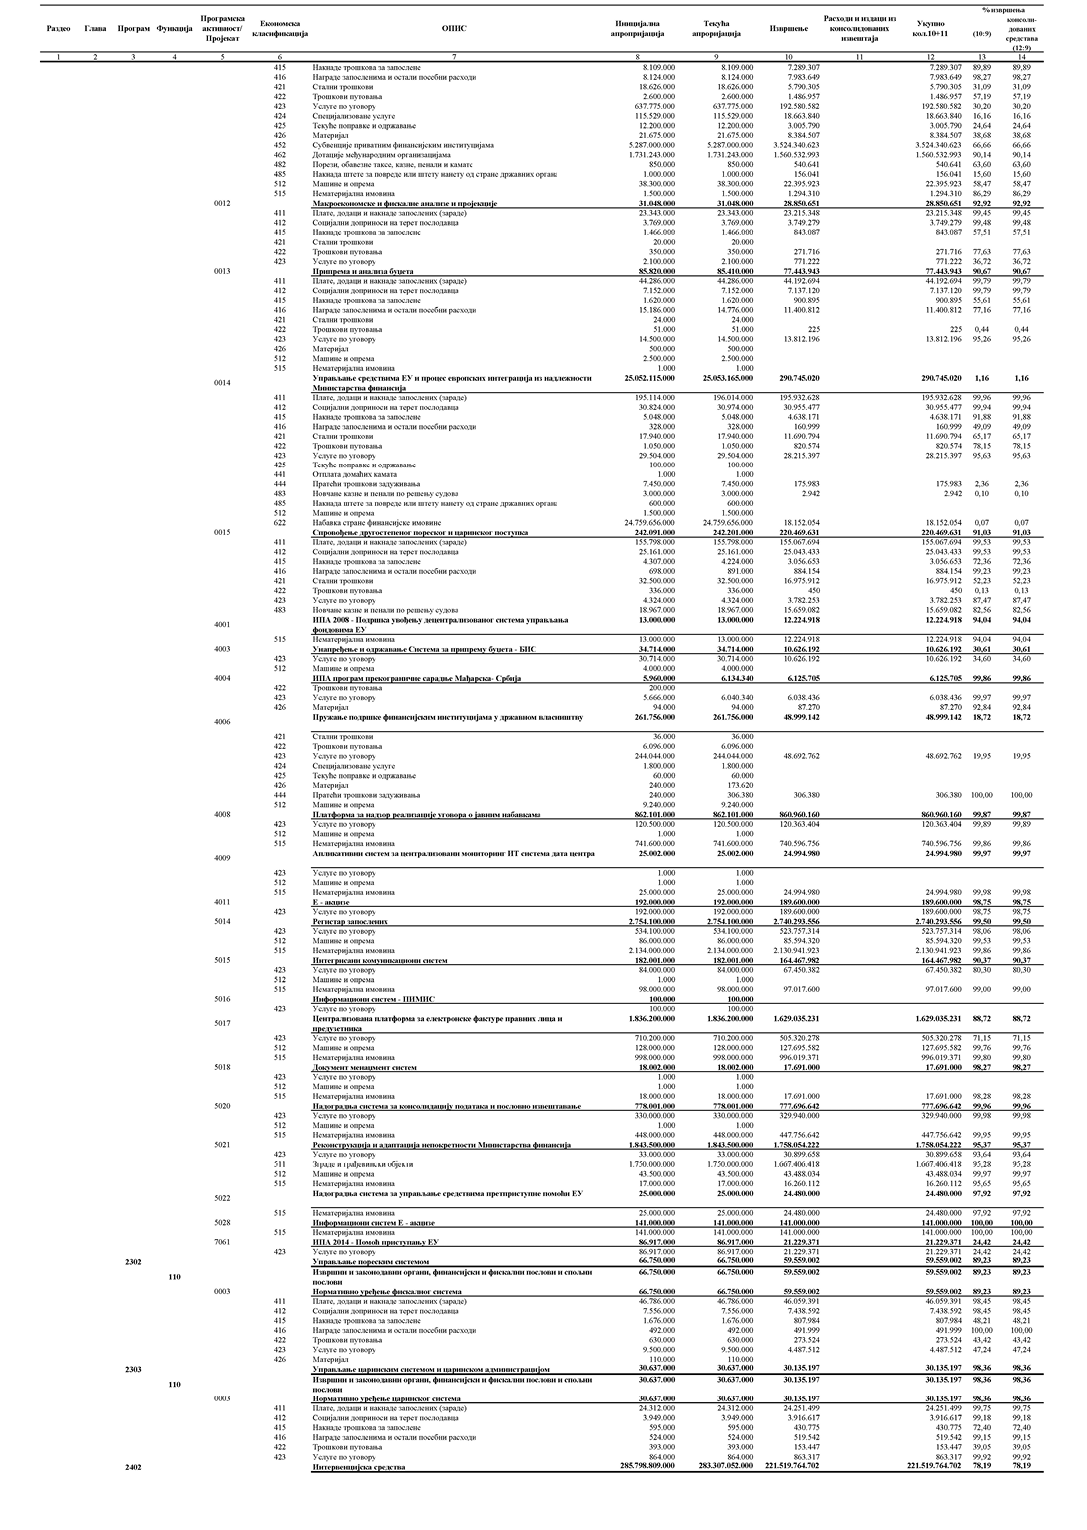 Раздео Глава Програм Функција Програмска активност/ Пројекат Економска класификација ОПИС Иницијална апропријација Текућа апроријација Извршење Расходи и издаци из консолидованих извештаја Укупно кол.10+11 % извршења (10:9) консоли-дованих средстава (12:9)
1 2 3 4 5 6 7 8 9 10 11 12 13 14
415 Накнаде трошкова за запослене 8.109.000 8.109.000 7.289.307 7.289.307 89,89 89,89
416 Награде запосленима и остали посебни расходи 8.124.000 8.124.000 7.983.649 7.983.649 98,27 98,27
421 Стални трошкови 18.626.000 18.626.000 5.790.305 5.790.305 31,09 31,09
422 Трошкови путовања 2.600.000 2.600.000 1.486.957 1.486.957 57,19 57,19
423 Услуге по уговору 637.775.000 637.775.000 192.580.582 192.580.582 30,20 30,20
424 Специјализоване услуге 115.529.000 115.529.000 18.663.840 18.663.840 16,16 16,16
425 Текуће поправке и одржавање 12.200.000 12.200.000 3.005.790 3.005.790 24,64 24,64
426 Материјал 21.675.000 21.675.000 8.384.507 8.384.507 38,68 38,68
452 Субвенције приватним финансијским институцијама 5.287.000.000 5.287.000.000 3.524.340.623 3.524.340.623 66,66 66,66
462 Дотације међународним организацијама 1.731.243.000 1.731.243.000 1.560.532.993 1.560.532.993 90,14 90,14
482 Порези, обавезне таксе, казне, пенали и камате 850.000 850.000 540.641 540.641 63,60 63,60
485 Накнада штете за повреде или штету нанету од стране државних органа 1.000.000 1.000.000 156.041 156.041 15,60 15,60
512 Машине и опрема 38.300.000 38.300.000 22.395.923 22.395.923 58,47 58,47
515 Нематеријална имовина 1.500.000 1.500.000 1.294.310 1.294.310 86,29 86,29
0012 Макроекономске и фискалне анализе и пројекције 31.048.000 31.048.000 28.850.651 28.850.651 92,92 92,92
411 Плате, додаци и накнаде запослених (зараде) 23.343.000 23.343.000 23.215.348 23.215.348 99,45 99,45
412 Социјални доприноси на терет послодавца 3.769.000 3.769.000 3.749.279 3.749.279 99,48 99,48
415 Накнаде трошкова за запослене 1.466.000 1.466.000 843.087 843.087 57,51 57,51
421 Стални трошкови 20.000 20.000
422 Трошкови путовања 350.000 350.000 271.716 271.716 77,63 77,63
423 Услуге по уговору 2.100.000 2.100.000 771.222 771.222 36,72 36,72
0013 Припрема и анализа буџета 85.820.000 85.410.000 77.443.943 77.443.943 90,67 90,67
411 Плате, додаци и накнаде запослених (зараде) 44.286.000 44.286.000 44.192.694 44.192.694 99,79 99,79
412 Социјални доприноси на терет послодавца 7.152.000 7.152.000 7.137.120 7.137.120 99,79 99,79
415 Накнаде трошкова за запослене 1.620.000 1.620.000 900.895 900.895 55,61 55,61
416 Награде запосленима и остали посебни расходи 15.186.000 14.776.000 11.400.812 11.400.812 77,16 77,16
421 Стални трошкови 24.000 24.000
422 Трошкови путовања 51.000 51.000 225 225 0,44 0,44
423 Услуге по уговору 14.500.000 14.500.000 13.812.196 13.812.196 95,26 95,26
426 Материјал 500.000 500.000
512 Машине и опрема 2.500.000 2.500.000
515 Нематеријална имовина 1.000 1.000
0014 Управљање средствима ЕУ и процес европских интеграција из надлежности Министарства финансија 25.052.115.000 25.053.165.000 290.745.020 290.745.020 1,16 1,16
411 Плате, додаци и накнаде запослених (зараде) 195.114.000 196.014.000 195.932.628 195.932.628 99,96 99,96
412 Социјални доприноси на терет послодавца 30.824.000 30.974.000 30.955.477 30.955.477 99,94 99,94
415 Накнаде трошкова за запослене 5.048.000 5.048.000 4.638.171 4.638.171 91,88 91,88
416 Награде запосленима и остали посебни расходи 328.000 328.000 160.999 160.999 49,09 49,09
421 Стални трошкови 17.940.000 17.940.000 11.690.794 11.690.794 65,17 65,17
422 Трошкови путовања 1.050.000 1.050.000 820.574 820.574 78,15 78,15
423 Услуге по уговору 29.504.000 29.504.000 28.215.397 28.215.397 95,63 95,63
425 Текуће поправке и одржавање 100.000 100.000
441 Отплата домаћих камата 1.000 1.000
444 Пратећи трошкови задуживања 7.450.000 7.450.000 175.983 175.983 2,36 2,36
483 Новчане казне и пенали по решењу судова 3.000.000 3.000.000 2.942 2.942 0,10 0,10
485 Накнада штете за повреде или штету нанету од стране државних органа 600.000 600.000
512 Машине и опрема 1.500.000 1.500.000
622 Набавка стране финансијске имовине 24.759.656.000 24.759.656.000 18.152.054 18.152.054 0,07 0,07
0015 Спровођење другостепеног пореског и царинског поступка 242.091.000 242.201.000 220.469.631 220.469.631 91,03 91,03
411 Плате, додаци и накнаде запослених (зараде) 155.798.000 155.798.000 155.067.694 155.067.694 99,53 99,53
412 Социјални доприноси на терет послодавца 25.161.000 25.161.000 25.043.433 25.043.433 99,53 99,53
415 Накнаде трошкова за запослене 4.307.000 4.224.000 3.056.653 3.056.653 72,36 72,36
416 Награде запосленима и остали посебни расходи 698.000 891.000 884.154 884.154 99,23 99,23
421 Стални трошкови 32.500.000 32.500.000 16.975.912 16.975.912 52,23 52,23
422 Трошкови путовања 336.000 336.000 450 450 0,13 0,13
423 Услуге по уговору 4.324.000 4.324.000 3.782.253 3.782.253 87,47 87,47
483 Новчане казне и пенали по решењу судова 18.967.000 18.967.000 15.659.082 15.659.082 82,56 82,56
4001 ИПА 2008 - Подршка увођењу децентрализованог система управљања фондовима ЕУ 13.000.000 13.000.000 12.224.918 12.224.918 94,04 94,04
515 Нематеријална имовина 13.000.000 13.000.000 12.224.918 12.224.918 94,04 94,04
4003 Унапређење и одржавање Система за припрему буџета - БИС 34.714.000 34.714.000 10.626.192 10.626.192 30,61 30,61
423 Услуге по уговору 30.714.000 30.714.000 10.626.192 10.626.192 34,60 34,60
512 Машине и опрема 4.000.000 4.000.000
4004 ИПА програм прекограничне сарадње Мађарска- Србија 5.960.000 6.134.340 6.125.705 6.125.705 99,86 99,86
422 Трошкови путовања 200.000
423 Услуге по уговору 5.666.000 6.040.340 6.038.436 6.038.436 99,97 99,97
426 Материјал 94.000 94.000 87.270 87.270 92,84 92,84
4006 Пружање подршке финансијским институцијама у државном власништву 261.756.000 261.756.000 48.999.142 48.999.142 18,72 18,72
421 Стални трошкови 36.000 36.000
422 Трошкови путовања 6.096.000 6.096.000
423 Услуге по уговору 244.044.000 244.044.000 48.692.762 48.692.762 19,95 19,95
424 Специјализоване услуге 1.800.000 1.800.000
425 Текуће поправке и одржавање 60.000 60.000
426 Материјал 240.000 173.620
444 Пратећи трошкови задуживања 240.000 306.380 306.380 306.380 100,00 100,00
512 Машине и опрема 9.240.000 9.240.000
4008 Платформа за надзор реализације уговора о јавним набавкама 862.101.000 862.101.000 860.960.160 860.960.160 99,87 99,87
423 Услуге по уговору 120.500.000 120.500.000 120.363.404 120.363.404 99,89 99,89
512 Машине и опрема 1.000 1.000
515 Нематеријална имовина 741.600.000 741.600.000 740.596.756 740.596.756 99,86 99,86
4009 Апликативни систем за централизовани мониторинг ИТ система дата центра 25.002.000 25.002.000 24.994.980 24.994.980 99,97 99,97
423 Услуге по уговору 1.000 1.000
512 Машине и опрема 1.000 1.000
515 Нематеријална имовина 25.000.000 25.000.000 24.994.980 24.994.980 99,98 99,98
4011 Е - акцизе 192.000.000 192.000.000 189.600.000 189.600.000 98,75 98,75
423 Услуге по уговору 192.000.000 192.000.000 189.600.000 189.600.000 98,75 98,75
5014 Регистар запослених 2.754.100.000 2.754.100.000 2.740.293.556 2.740.293.556 99,50 99,50
423 Услуге по уговору 534.100.000 534.100.000 523.757.314 523.757.314 98,06 98,06
512 Машине и опрема 86.000.000 86.000.000 85.594.320 85.594.320 99,53 99,53
515 Нематеријална имовина 2.134.000.000 2.134.000.000 2.130.941.923 2.130.941.923 99,86 99,86
5015 Интегрисани комуникациони систем 182.001.000 182.001.000 164.467.982 164.467.982 90,37 90,37
423 Услуге по уговору 84.000.000 84.000.000 67.450.382 67.450.382 80,30 80,30
512 Машине и опрема 1.000 1.000
515 Нематеријална имовина 98.000.000 98.000.000 97.017.600 97.017.600 99,00 99,00
5016 Информациони систем - ПИМИС 100.000 100.000
423 Услуге по уговору 100.000 100.000
5017 Централизована платформа за електронске фактуре правних лица и предузетника 1.836.200.000 1.836.200.000 1.629.035.231 1.629.035.231 88,72 88,72
423 Услуге по уговору 710.200.000 710.200.000 505.320.278 505.320.278 71,15 71,15
512 Машине и опрема 128.000.000 128.000.000 127.695.582 127.695.582 99,76 99,76
515 Нематеријална имовина 998.000.000 998.000.000 996.019.371 996.019.371 99,80 99,80
5018 Документ менаџмент систем 18.002.000 18.002.000 17.691.000 17.691.000 98,27 98,27
423 Услуге по уговору 1.000 1.000
512 Машине и опрема 1.000 1.000
515 Нематеријална имовина 18.000.000 18.000.000 17.691.000 17.691.000 98,28 98,28
5020 Надоградња система за консолидацију података и пословно извештавање 778.001.000 778.001.000 777.696.642 777.696.642 99,96 99,96
423 Услуге по уговору 330.000.000 330.000.000 329.940.000 329.940.000 99,98 99,98
512 Машине и опрема 1.000 1.000
515 Нематеријална имовина 448.000.000 448.000.000 447.756.642 447.756.642 99,95 99,95
5021 Реконструкција и адаптација непокретности Министарства финансија 1.843.500.000 1.843.500.000 1.758.054.222 1.758.054.222 95,37 95,37
423 Услуге по уговору 33.000.000 33.000.000 30.899.658 30.899.658 93,64 93,64
511 Зграде и грађевински објекти 1.750.000.000 1.750.000.000 1.667.406.418 1.667.406.418 95,28 95,28
512 Машине и опрема 43.500.000 43.500.000 43.488.034 43.488.034 99,97 99,97
515 Нематеријална имовина 17.000.000 17.000.000 16.260.112 16.260.112 95,65 95,65
5022 Надоградња система за управљање средствима претприступне помоћи ЕУ 25.000.000 25.000.000 24.480.000 24.480.000 97,92 97,92
515 Нематеријална имовина 25.000.000 25.000.000 24.480.000 24.480.000 97,92 97,92
5028 Информациони систем Е - акцизе 141.000.000 141.000.000 141.000.000 141.000.000 100,00 100,00
515 Нематеријална имовина 141.000.000 141.000.000 141.000.000 141.000.000 100,00 100,00
7061 ИПА 2014 - Помоћ приступању ЕУ 86.917.000 86.917.000 21.229.371 21.229.371 24,42 24,42
423 Услуге по уговору 86.917.000 86.917.000 21.229.371 21.229.371 24,42 24,42
2302 Управљање пореским системом 66.750.000 66.750.000 59.559.002 59.559.002 89,23 89,23
110 Извршни и законодавни органи, финансијски и фискални послови и спољни послови 66.750.000 66.750.000 59.559.002 59.559.002 89,23 89,23
0003 Нормативно уређење фискалног система 66.750.000 66.750.000 59.559.002 59.559.002 89,23 89,23
411 Плате, додаци и накнаде запослених (зараде) 46.786.000 46.786.000 46.059.391 46.059.391 98,45 98,45
412 Социјални доприноси на терет послодавца 7.556.000 7.556.000 7.438.592 7.438.592 98,45 98,45
415 Накнаде трошкова за запослене 1.676.000 1.676.000 807.984 807.984 48,21 48,21
416 Награде запосленима и остали посебни расходи 492.000 492.000 491.999 491.999 100,00 100,00
422 Трошкови путовања 630.000 630.000 273.524 273.524 43,42 43,42
423 Услуге по уговору 9.500.000 9.500.000 4.487.512 4.487.512 47,24 47,24
426 Материјал 110.000 110.000
2303 Управљање царинским системом и царинском администрацијом 30.637.000 30.637.000 30.135.197 30.135.197 98,36 98,36
110 Извршни и законодавни органи, финансијски и фискални послови и спољни послови 30.637.000 30.637.000 30.135.197 30.135.197 98,36 98,36
0003 Нормативно уређење царинског система 30.637.000 30.637.000 30.135.197 30.135.197 98,36 98,36
411 Плате, додаци и накнаде запослених (зараде) 24.312.000 24.312.000 24.251.499 24.251.499 99,75 99,75
412 Социјални доприноси на терет послодавца 3.949.000 3.949.000 3.916.617 3.916.617 99,18 99,18
415 Накнаде трошкова за запослене 595.000 595.000 430.775 430.775 72,40 72,40
416 Награде запосленима и остали посебни расходи 524.000 524.000 519.542 519.542 99,15 99,15
422 Трошкови путовања 393.000 393.000 153.447 153.447 39,05 39,05
423 Услуге по уговору 864.000 864.000 863.317 863.317 99,92 99,92
2402 Интервенцијска средства 285.798.809.000 283.307.052.000 221.519.764.702 221.519.764.702 78,19 78,19